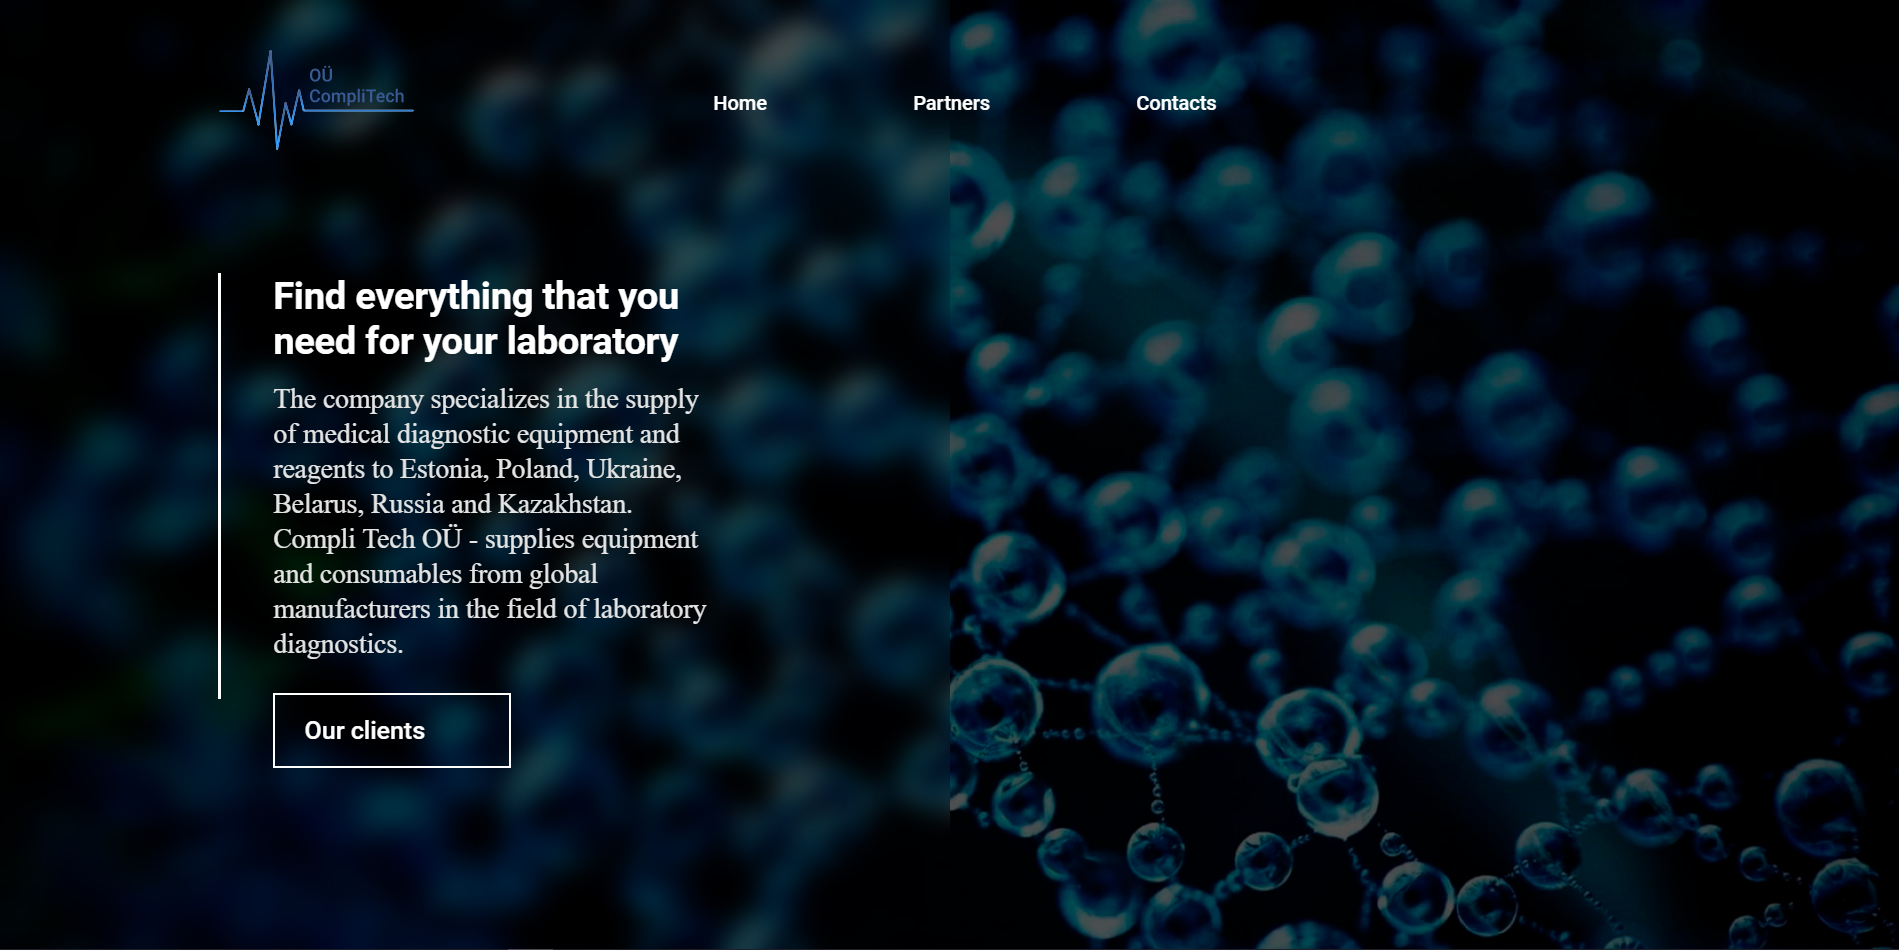 OÜ
CompliTech
Home
Partners
Contacts
Find everything that you
need for your laboratory
The company specializes in the supply
of medical diagnostic equipment and
reagents to Estonia, Poland, Ukraine,
Belarus, Russia and Kazakhstan.
Compli Tech OÜ - supplies equipment
and consumables from global
manufacturers in the field of laboratory
diagnostics.
Our clients